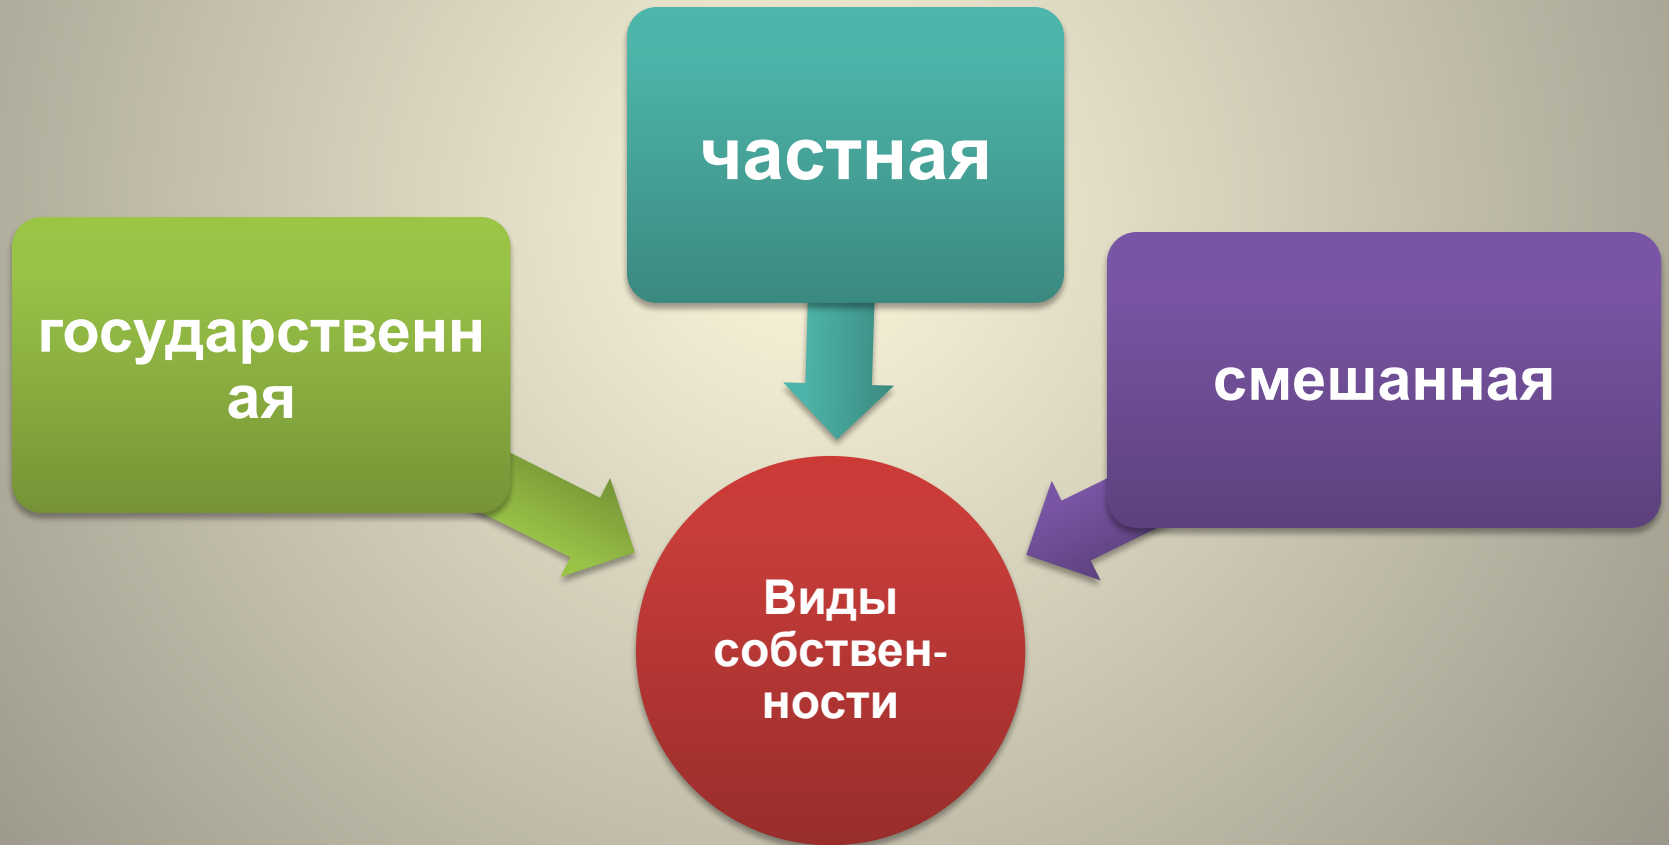 частная
государственн
ая
смешанная
Виды
собствен-
ности